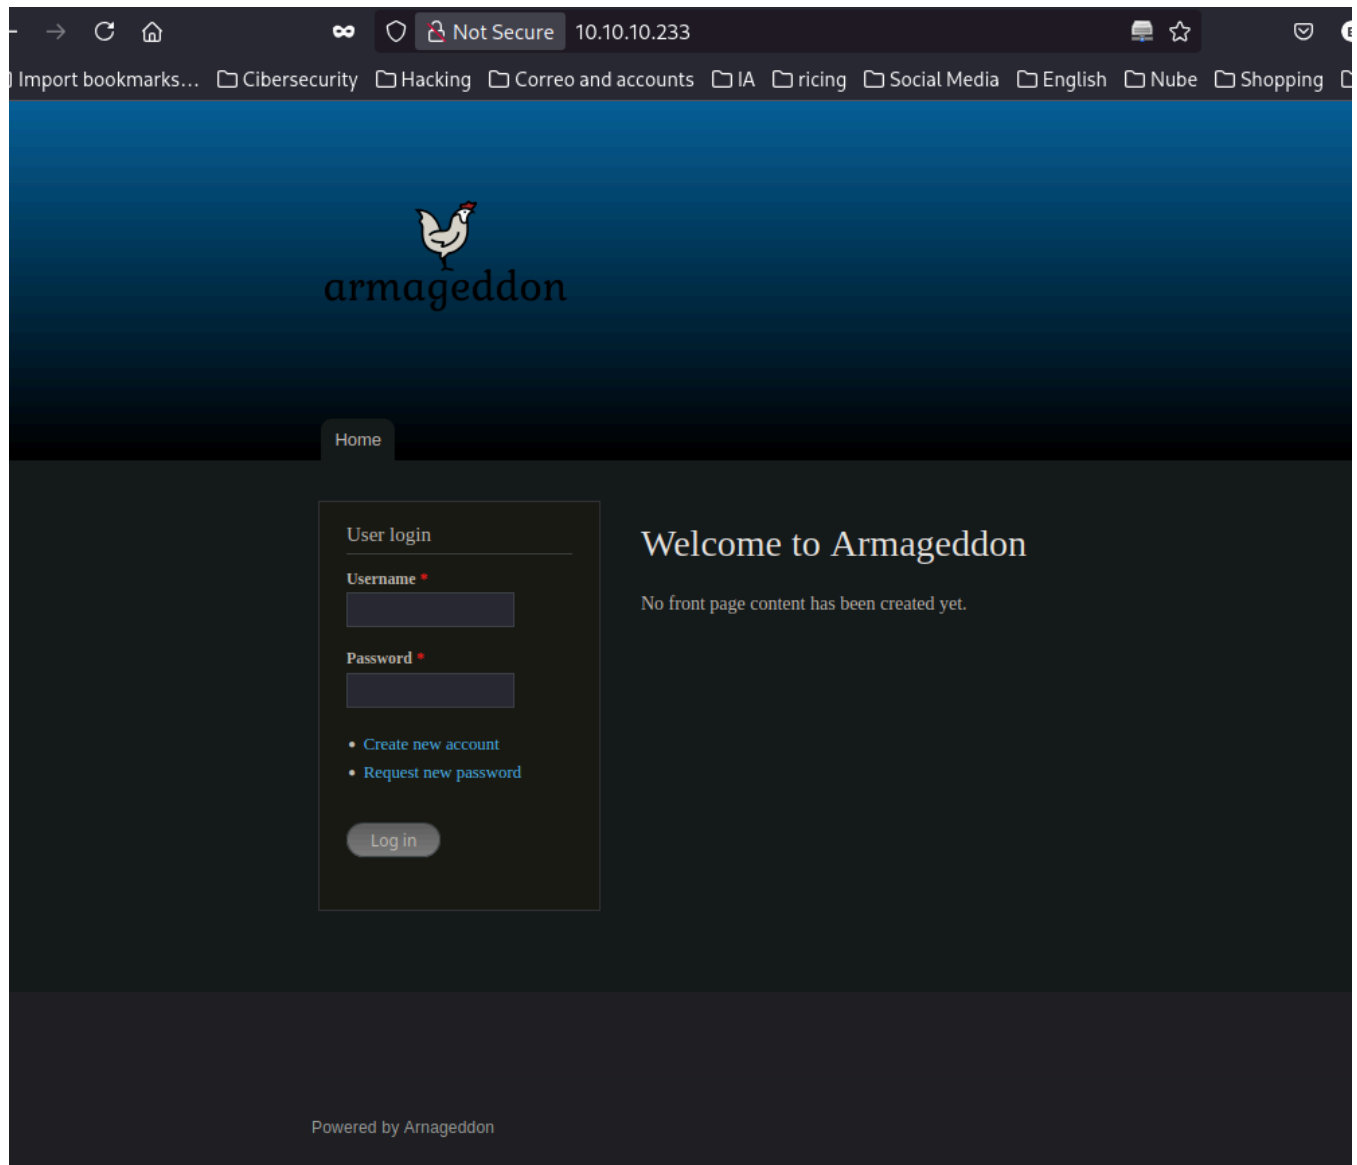 Not Secure 10.10.10.233
Import bookmarks... Cibersecurity Hacking Correo and accounts IA ricing Social Media English Nube Shopping
armageddon
Home
User login
Username *
Password *
Create new account
Request new password
Log in
Welcome to Armageddon
No front page content has been created yet.
Powered by Arnageddon